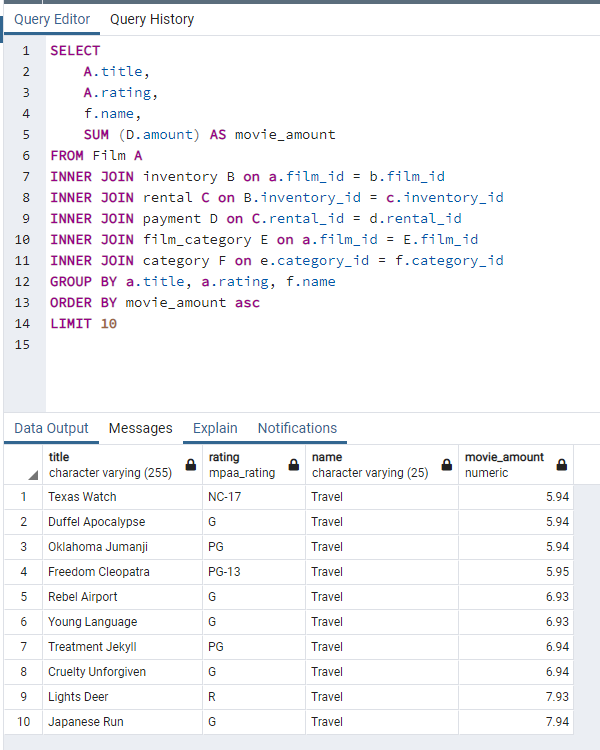 Query Editor Query History
1 SELECT
2 A.title,
3 A.rating,
4 f.name,
5 SUM (D.amount) AS movie_amount
6 FROM Film A
7 INNER JOIN inventory B on a.film_id = b.film_id
8 INNER JOIN rental C on B.inventory_id = c.inventory_id
9 INNER JOIN payment D on C.rental_id = d.rental_id
10 INNER JOIN film_category E on a.film_id = E.film_id
11 INNER JOIN category F on e.category_id = f.category_id
12 GROUP BY a.title, a.rating, f.name
13 ORDER BY movie_amount asc
14 LIMIT 10
15
Data Output Messages Explain Notifications
title rating name movie_amount
character varying (255) mpaa_rating character varying (25) numeric
1 Texas Watch NC-17 Travel 5.94
2 Duffel Apocalypse G Travel 5.94
3 Oklahoma Jumanji PG Travel 5.94
4 Freedom Cleopatra PG-13 Travel 5.95
5 Rebel Airport G Travel 6.93
6 Young Language G Travel 6.93
7 Treatment Jekyll PG Travel 6.94
8 Cruelty Unforgiven G Travel 6.94
9 Lights Deer R Travel 7.93
10 Japanese Run G Travel 7.94